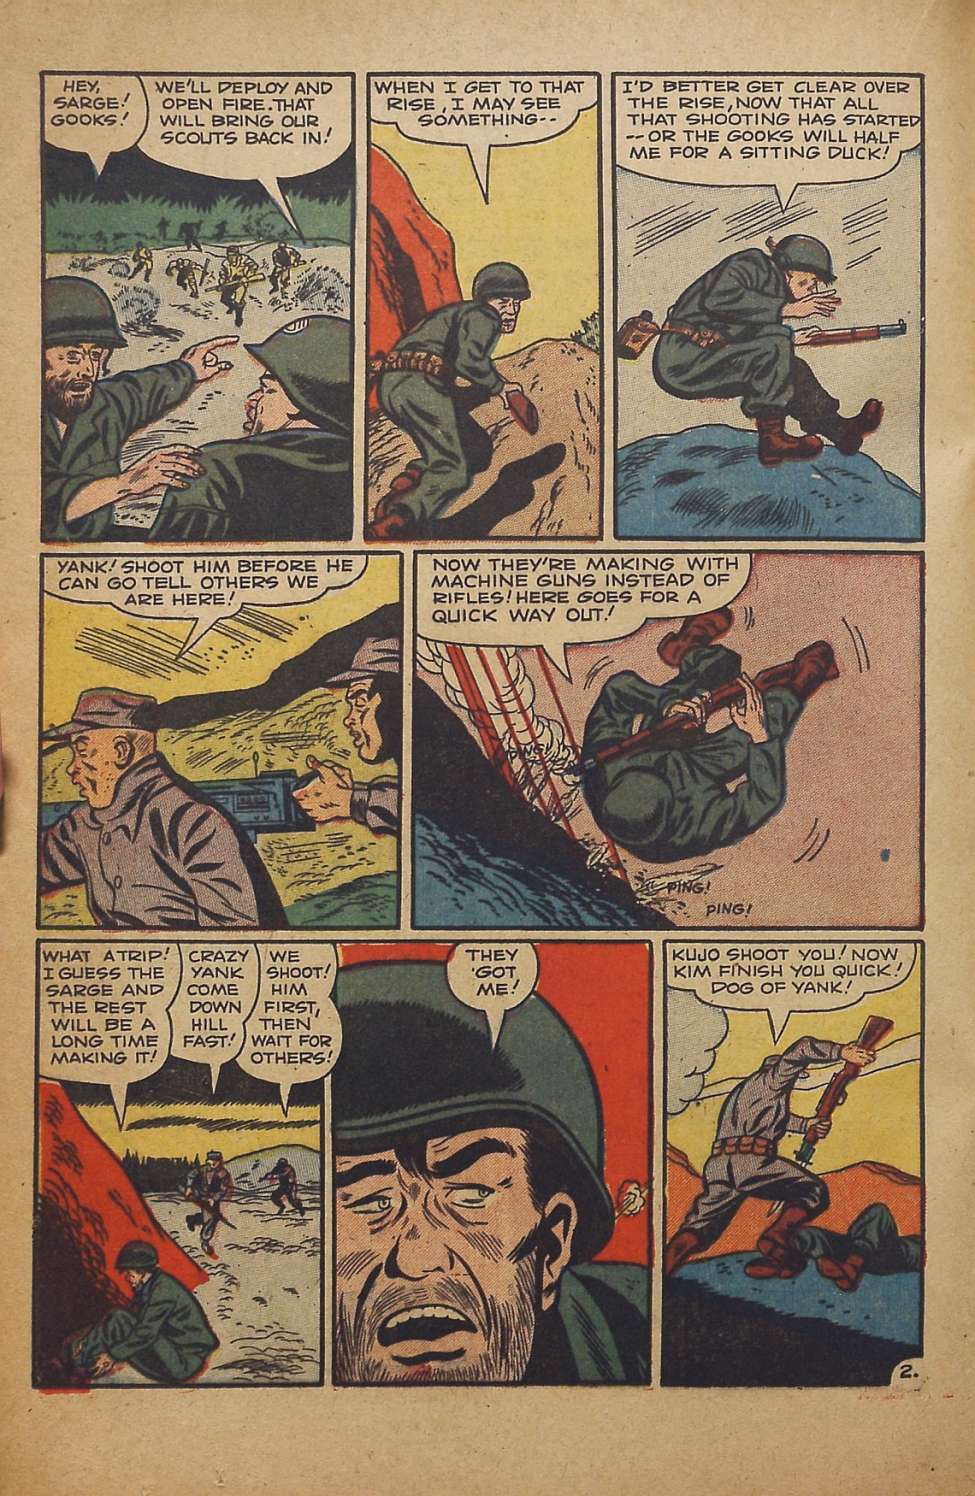 HEY,
SARGE!
GOOKS!
WE'LL DEPLOY AND
OPEN FIRE. THAT
WILL BRING OUR
SCOUTS BACK IN!
WHEN I GET TO THAT
RISE, I MAY SEE
SOMETHING--
I'D BETTER GET CLEAR OVER
THE RISE, NOW THAT ALL
THAT SHOOTING HAS STARTED
--OR THE GOOKS WILL HALF
ME FOR A SITTING DUCK!
YANK! SHOOT HIM BEFORE HE
CAN GO TELL OTHERS WE
ARE HERE!
NOW THEY'RE MAKING WITH
MACHINE GUNS INSTEAD OF
RIFLES! HERE GOES FOR A
QUICK WAY OUT!
PING!
PING!
PING!
WHAT A TRIP!
I GUESS THE
SARGE AND
THE REST
WILL BE A
LONG TIME
MAKING IT!
CRAZY
YANK
COME
DOWN
HILL
FAST!
WE
SHOOT!
HIM
FIRST,
THEN
WAIT FOR
OTHERS!
THEY
'GOT
ME!
KUJO SHOOT YOU! NOW
KIM FINISH YOU QUICK!
DOG OF YANK!
2.